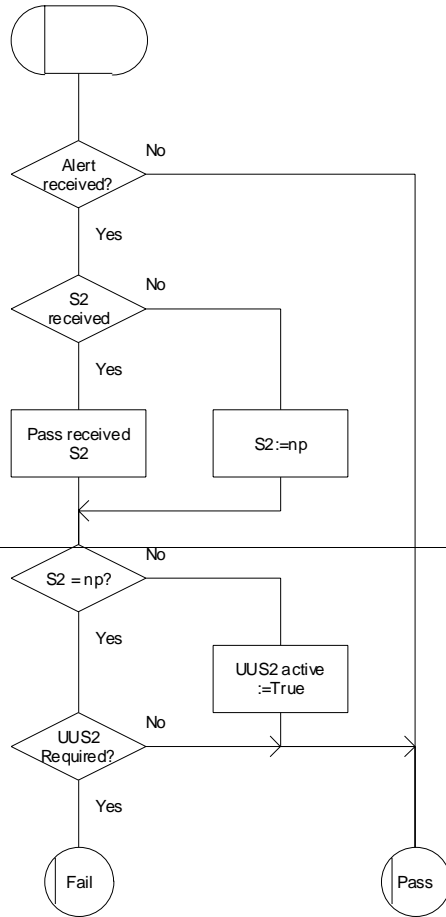 No
Alert
received?
Yes
No
S2
received
Yes
Pass received
S2
S2:=np
No
S2 = np?
Yes
UUS2 active
:=True
No
UUS2
Required?
Yes
Fail
Pass